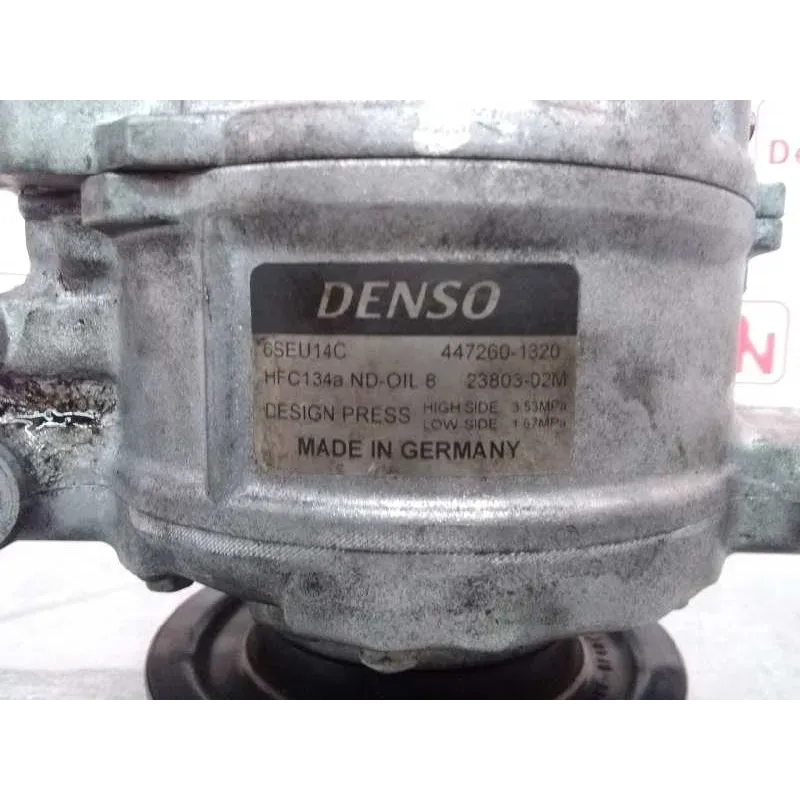 DENSO
6SEU14C 447260-1320
HFC134a ND-OIL 8 23803-02M
DESIGN PRESS HIGH SIDE 3.53MPa
LOW SIDE 1.67MPa
MADE IN GERMANY
De
N